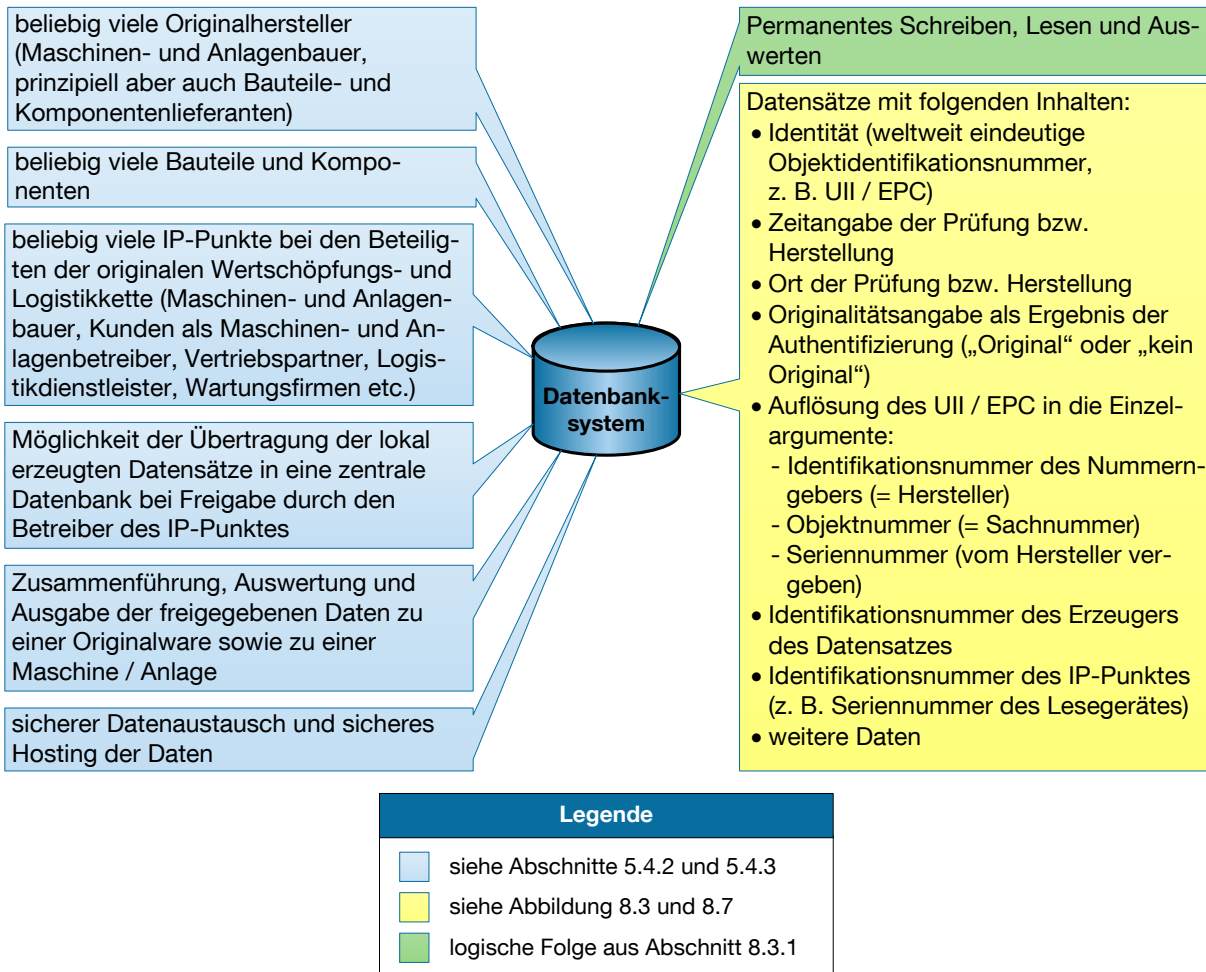 beliebig viele Originalhersteller
(Maschinen- und Anlagenbauer,
prinzipiell aber auch Bauteile- und
Komponentenlieferanten)
beliebig viele Bauteile und Kompo-
nenten
beliebig viele IP-Punkte bei den Beteilig-
ten der originalen Wertschöpfungs- und
Logistikkette (Maschinen- und Anlagen-
bauer, Kunden als Maschinen- und An-
lagenbetreiber, Vertriebspartner, Logis-
tikdienstleister, Wartungsfirmen etc.)
Möglichkeit der Übertragung der lokal
erzeugten Datensätze in eine zentrale
Datenbank bei Freigabe durch den
Betreiber des IP-Punktes
Zusammenführung, Auswertung und
Ausgabe der freigegebenen Daten zu
einer Originalware sowie zu einer
Maschine / Anlage
sicherer Datenaustausch und sicheres
Hosting der Daten
Datenbank-
system
Permanentes Schreiben, Lesen und Aus-
werten
Datensätze mit folgenden Inhalten:
• Identität (weltweit eindeutige
Objektidentifikationsnummer,
z. B. UII / EPC)
• Zeitangabe der Prüfung bzw.
Herstellung
• Ort der Prüfung bzw. Herstellung
• Originalitätsangabe als Ergebnis der
Authentifizierung („Original“ oder „kein
Original“)
• Auflösung des UII / EPC in die Einzel-
argumente:
- Identifikationsnummer des Nummern-
gebers (= Hersteller)
- Objektnummer (= Sachnummer)
- Seriennummer (vom Hersteller ver-
geben)
• Identifikationsnummer des Erzeugers
des Datensatzes
• Identifikationsnummer des IP-Punktes
(z. B. Seriennummer des Lesegerätes)
• weitere Daten
Legende
siehe Abschnitte 5.4.2 und 5.4.3
siehe Abbildung 8.3 und 8.7
logische Folge aus Abschnitt 8.3.1